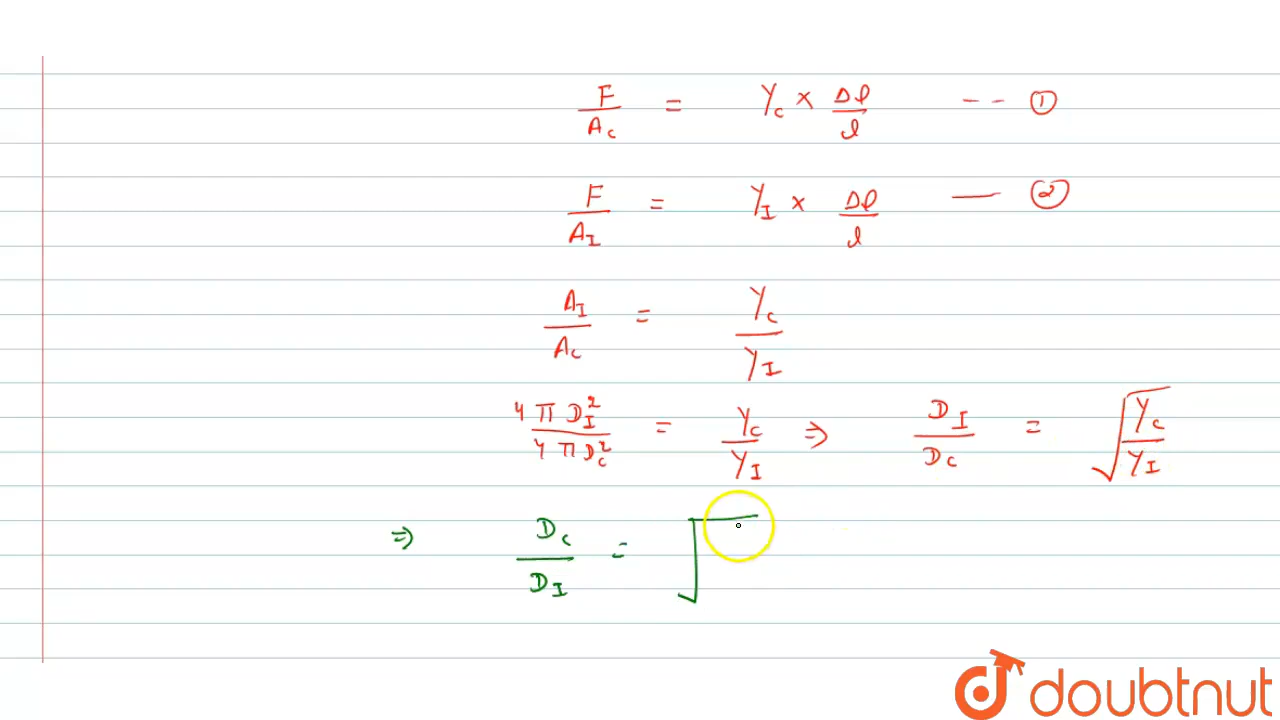 F/A_C = Y_C × Δl/l -- ①
F/A_I = Y_I × Δl/l — ②
A_I/A_C = Y_C/Y_I
4πD_I²/4πD_C² = Y_C/Y_I ⇒ D_I/D_C = √(Y_C/Y_I)
⇒ D_C/D_I = √
doubtnut